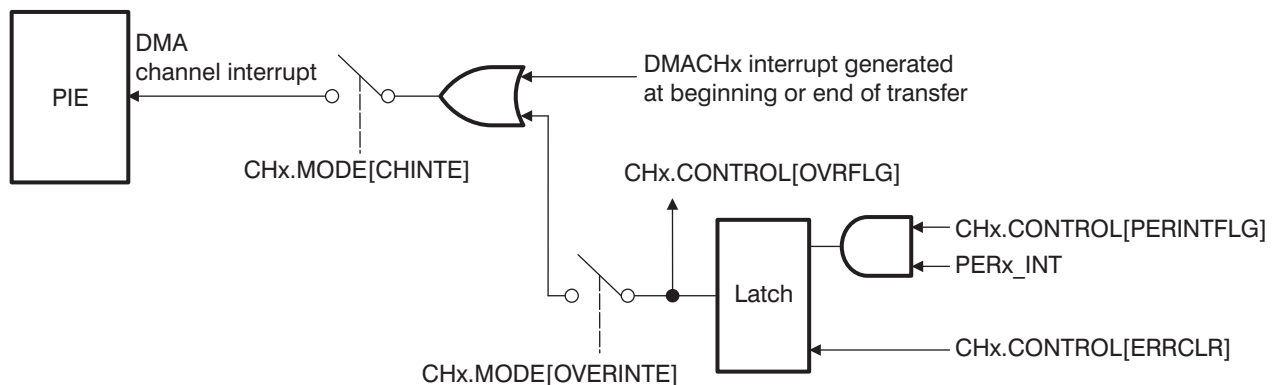 PIE
DMA
channel interrupt
DMACHx interrupt generated
at beginning or end of transfer
CHx.MODE[CHINTE]
CHx.CONTROL[OVRFLG]
CHx.CONTROL[PERINTFLG]
PERx_INT
Latch
CHx.CONTROL[ERRCLR]
CHx.MODE[OVERINTE]